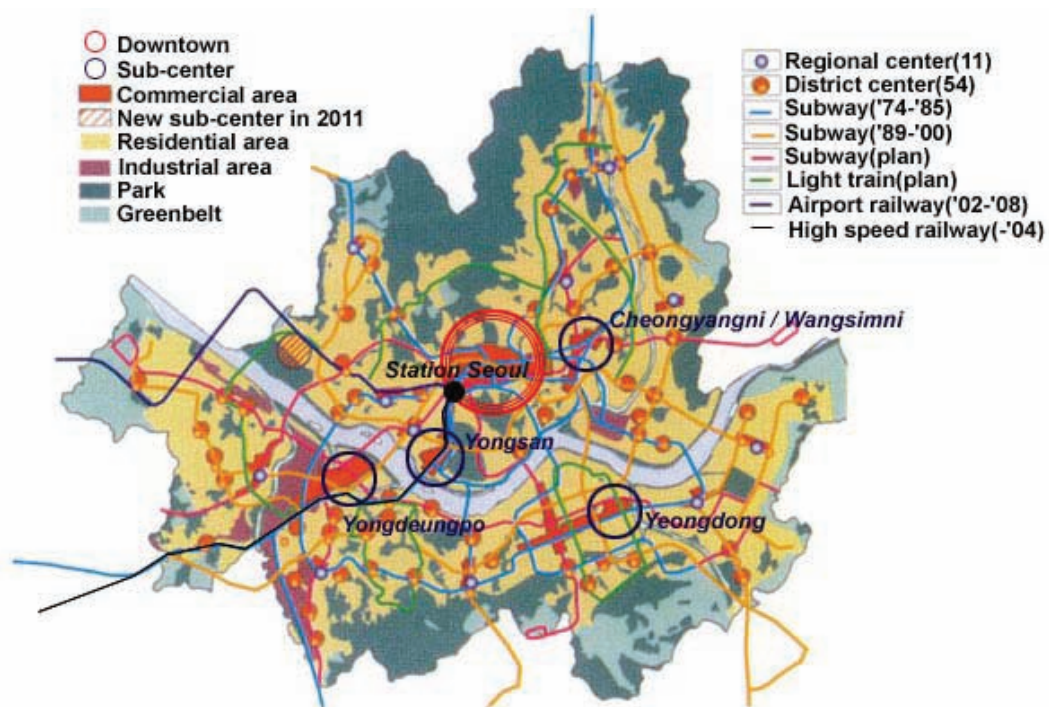 Downtown
Sub-center
Commercial area
New sub-center in 2011
Residential area
Industrial area
Park
Greenbelt
Regional center(11)
District center(54)
Subway('74-'85)
Subway('89-'00)
Subway(plan)
Light train(plan)
Airport railway('02-'08)
High speed railway(-'04)
Cheongyangni / Wangsimni
Station Seoul
Yongsan
Yongdeungpo
Yeongdong